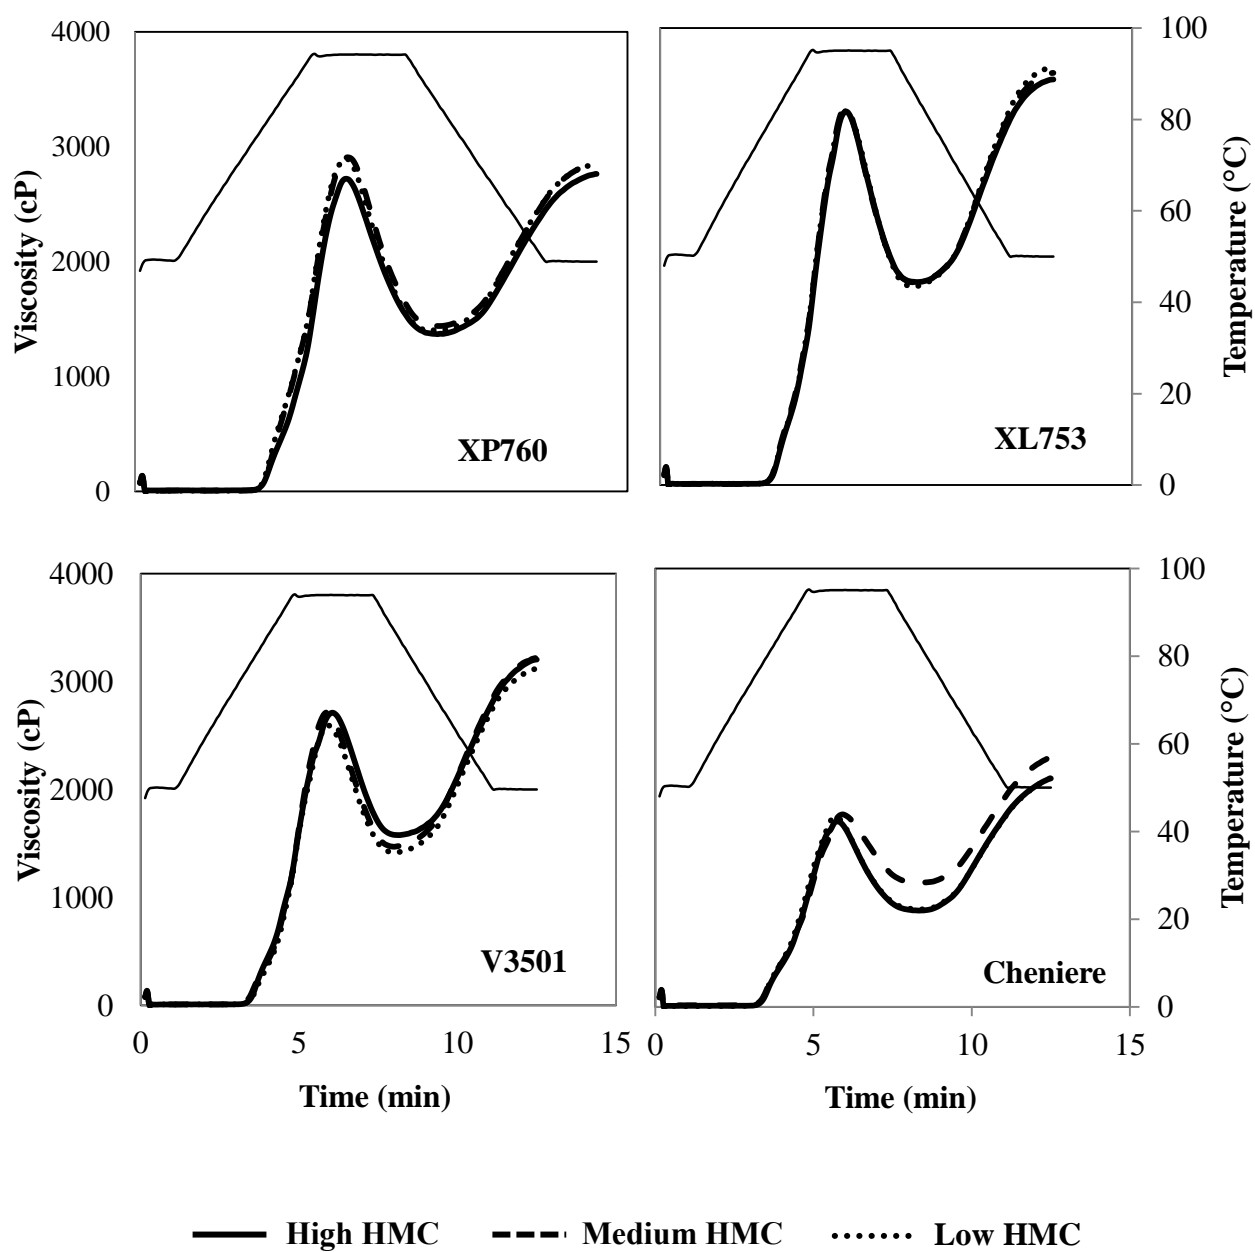 4000
3000
2000
1000
0
Viscosity (cP)
XP760
100
80
60
40
20
0
Temperature (°C)
XL753
4000
3000
2000
1000
0
Viscosity (cP)
V3501
0 5 10 15
Time (min)
100
80
60
40
20
0
Temperature (°C)
Cheniere
0 5 10 15
Time (min)
High HMC Medium HMC Low HMC